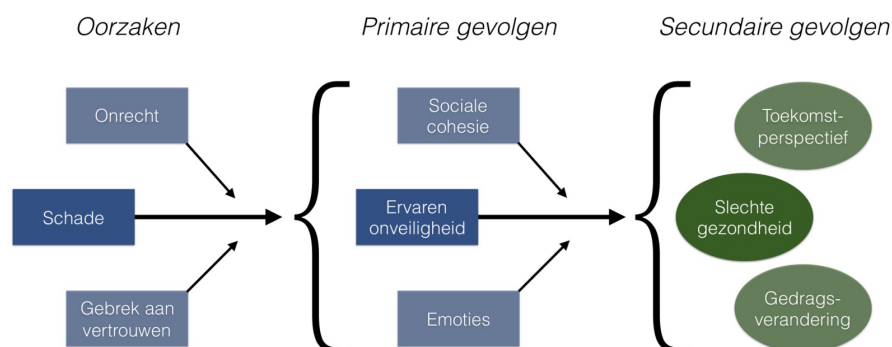 Oorzaken
Primaire gevolgen
Secundaire gevolgen
Onrecht
Sociale
cohesie
Toekomst-
perspectief
Schade
Ervaren
onveiligheid
Slechte
gezondheid
Gebrek aan
vertrouwen
Emoties
Gedrags-
verandering